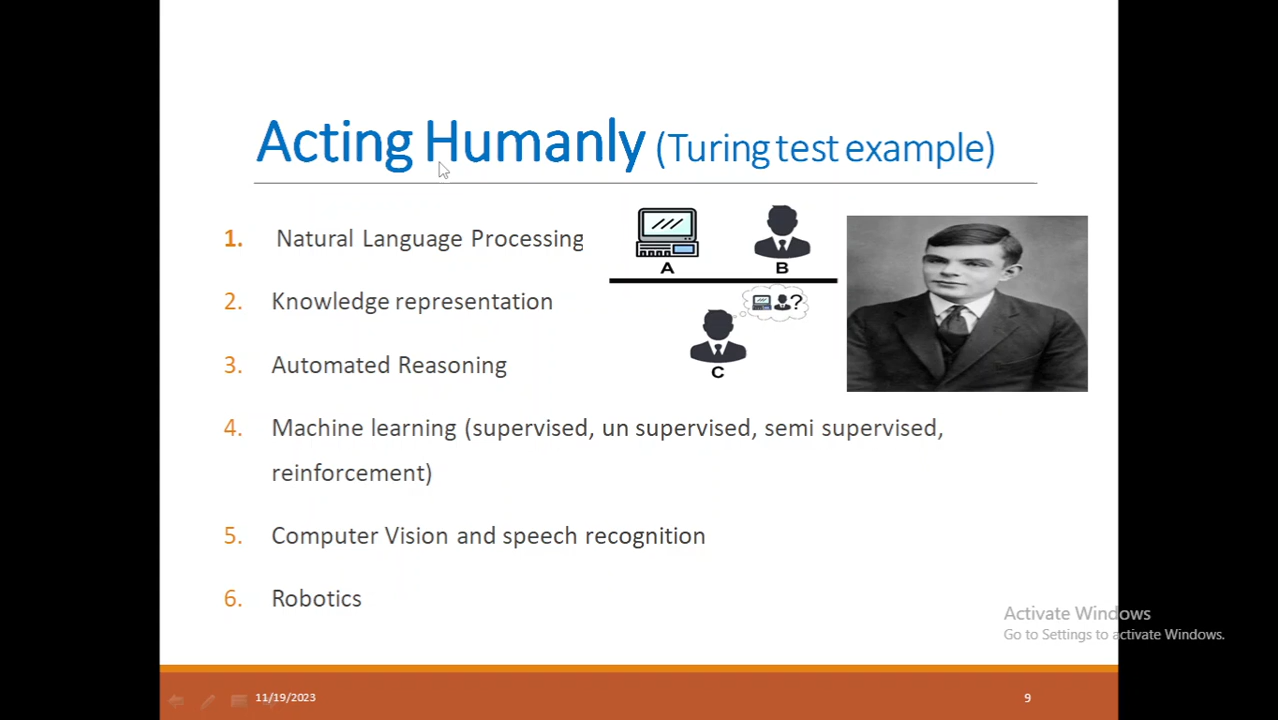 Acting Humanly (Turing test example)
1. Natural Language Processing
2. Knowledge representation
3. Automated Reasoning
4. Machine learning (supervised, un supervised, semi supervised,
reinforcement)
5. Computer Vision and speech recognition
6. Robotics
A
B
?
C
Activate Windows
Go to Settings to activate Windows.
11/19/2023
9